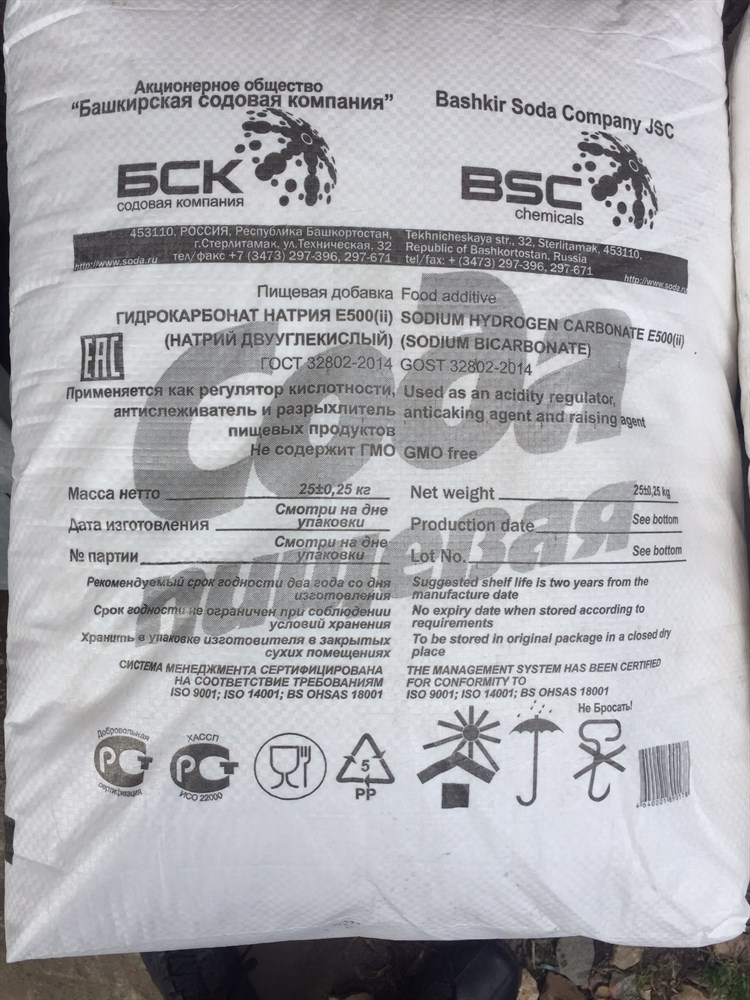 Акционерное общество
"Башкирская содовая компания"
Bashkir Soda Company JSC
БСК
содовая компания
BSC
chemicals
453110, РОССИЯ, Республика Башкортостан,
г.Стерлитамак, ул.Техническая, 32
http://www.soda.ru тел/факс +7 (3473) 297-396, 297-671
Tekhnicheskaya str., 32, Sterlitamak, 453110,
Republic of Bashkortostan, Russia
tel/fax: + (3473) 297-396, 297-671
http://www.soda.ru
Сода
пищевая
Пищевая добавка
ГИДРОКАРБОНАТ НАТРИЯ Е500(ii)
(НАТРИЙ ДВУУГЛЕКИСЛЫЙ)
ГОСТ 32802-2014
EAC
Применяется как регулятор кислотности,
антислеживатель и разрыхлитель
пищевых продуктов
Не содержит ГМО
Food additive
SODIUM HYDROGEN CARBONATE E500(ii)
(SODIUM BICARBONATE)
GOST 32802-2014
Used as an acidity regulator,
anticaking agent and raising agent
GMO free
Масса нетто 25±0,25 кг
Дата изготовления Смотри на дне
упаковки
№ партии Смотри на дне
упаковки
Net weight 25±0,25 kg
Production date See bottom
Lot No. See bottom
Рекомендуемый срок годности два года со дня
изготовления
Срок годности не ограничен при соблюдении
условий хранения
Хранить в упаковке изготовителя в закрытых
сухих помещениях
СИСТЕМА МЕНЕДЖМЕНТА СЕРТИФИЦИРОВАНА
НА СООТВЕТСТВИЕ ТРЕБОВАНИЯМ
ISO 9001; ISO 14001; BS OHSAS 18001
Suggested shelf life is two years from the
manufacture date
No expiry date when stored according to
requirements
To be stored in original package in a closed dry
place
THE MANAGEMENT SYSTEM HAS BEEN CERTIFIED
FOR CONFORMITY TO
ISO 9001; ISO 14001; BS OHSAS 18001
Добровольная
сертификация
ХАССП
ИСО 22000
5
PP
Не Бросать!